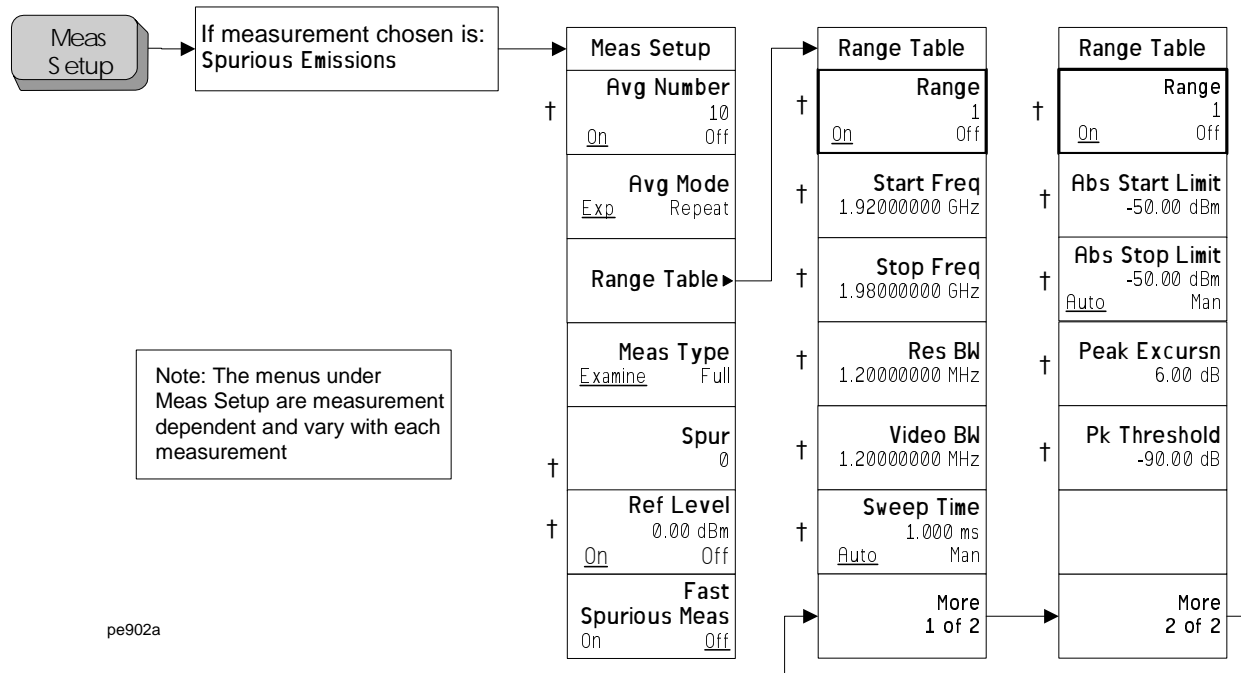 Meas
Setup
If measurement chosen is:
Spurious Emissions
Note: The menus under
Meas Setup are measurement
dependent and vary with each
measurement
pe902a
Meas Setup
†
Avg Number
10
On Off
Avg Mode
Exp Repeat
Range Table
Meas Type
Examine Full
†
Spur
0
†
Ref Level
0.00 dBm
On Off
Fast
Spurious Meas
On Off
Range Table
†
Range
1
On Off
†
Start Freq
1.92000000 GHz
†
Stop Freq
1.98000000 GHz
†
Res BW
1.20000000 MHz
†
Video BW
1.20000000 MHz
†
Sweep Time
1.000 ms
Auto Man
More
1 of 2
Range Table
†
Range
1
On Off
†
Abs Start Limit
-50.00 dBm
†
Abs Stop Limit
-50.00 dBm
Auto Man
†
Peak Excursn
6.00 dB
†
Pk Threshold
-90.00 dB
More
2 of 2